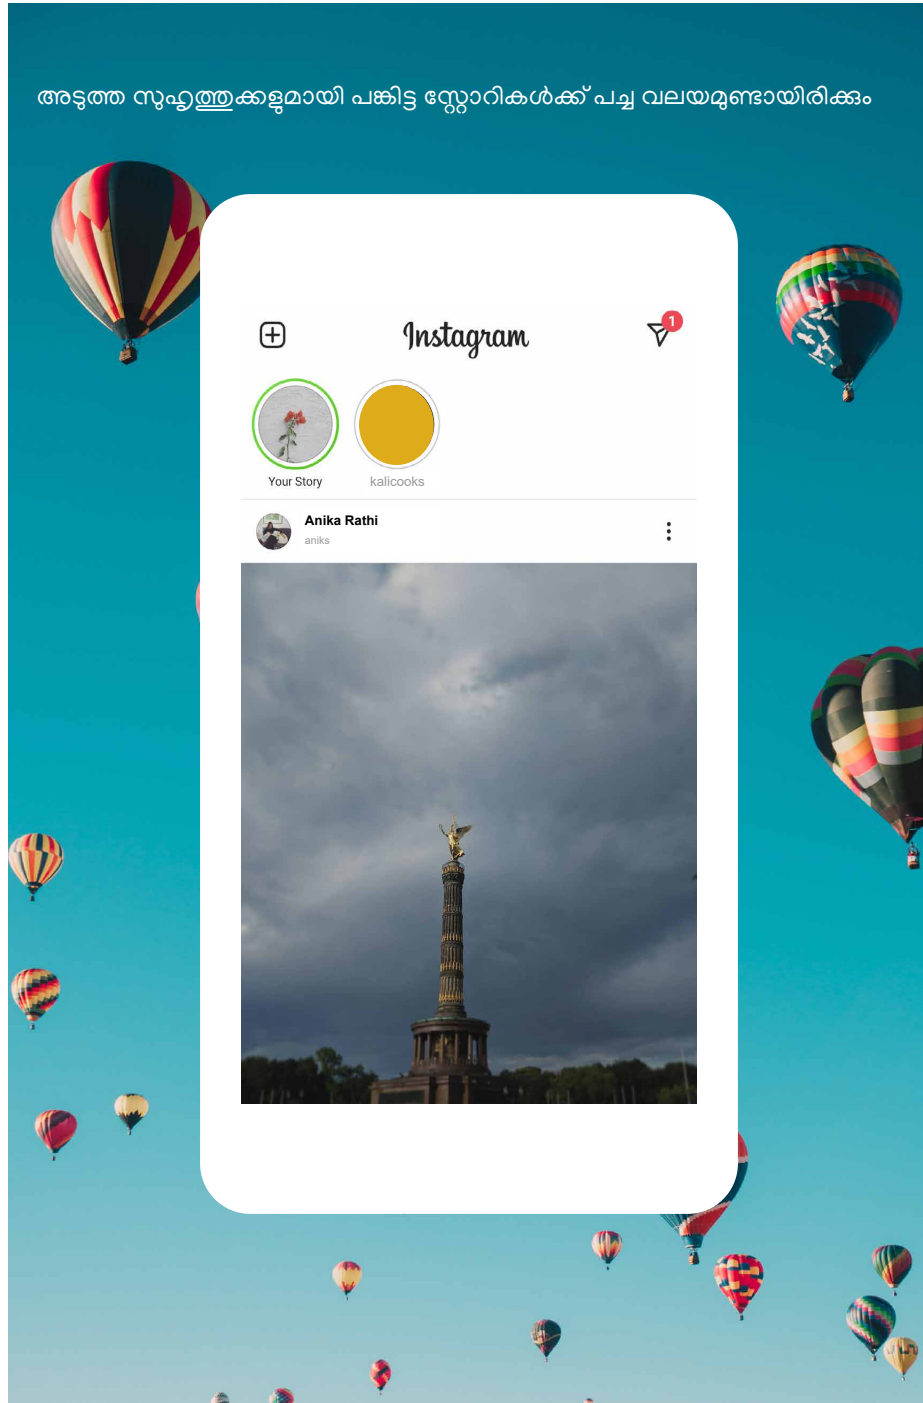 അടുത്ത സുഹൃത്തുക്കളുമായി പങ്കിട്ട സ്റ്റോറികൾക്ക് പച്ച വലയമുണ്ടായിരിക്കും
Instagram
1
Your Story
kalicooks
Anika Rathi
aniks